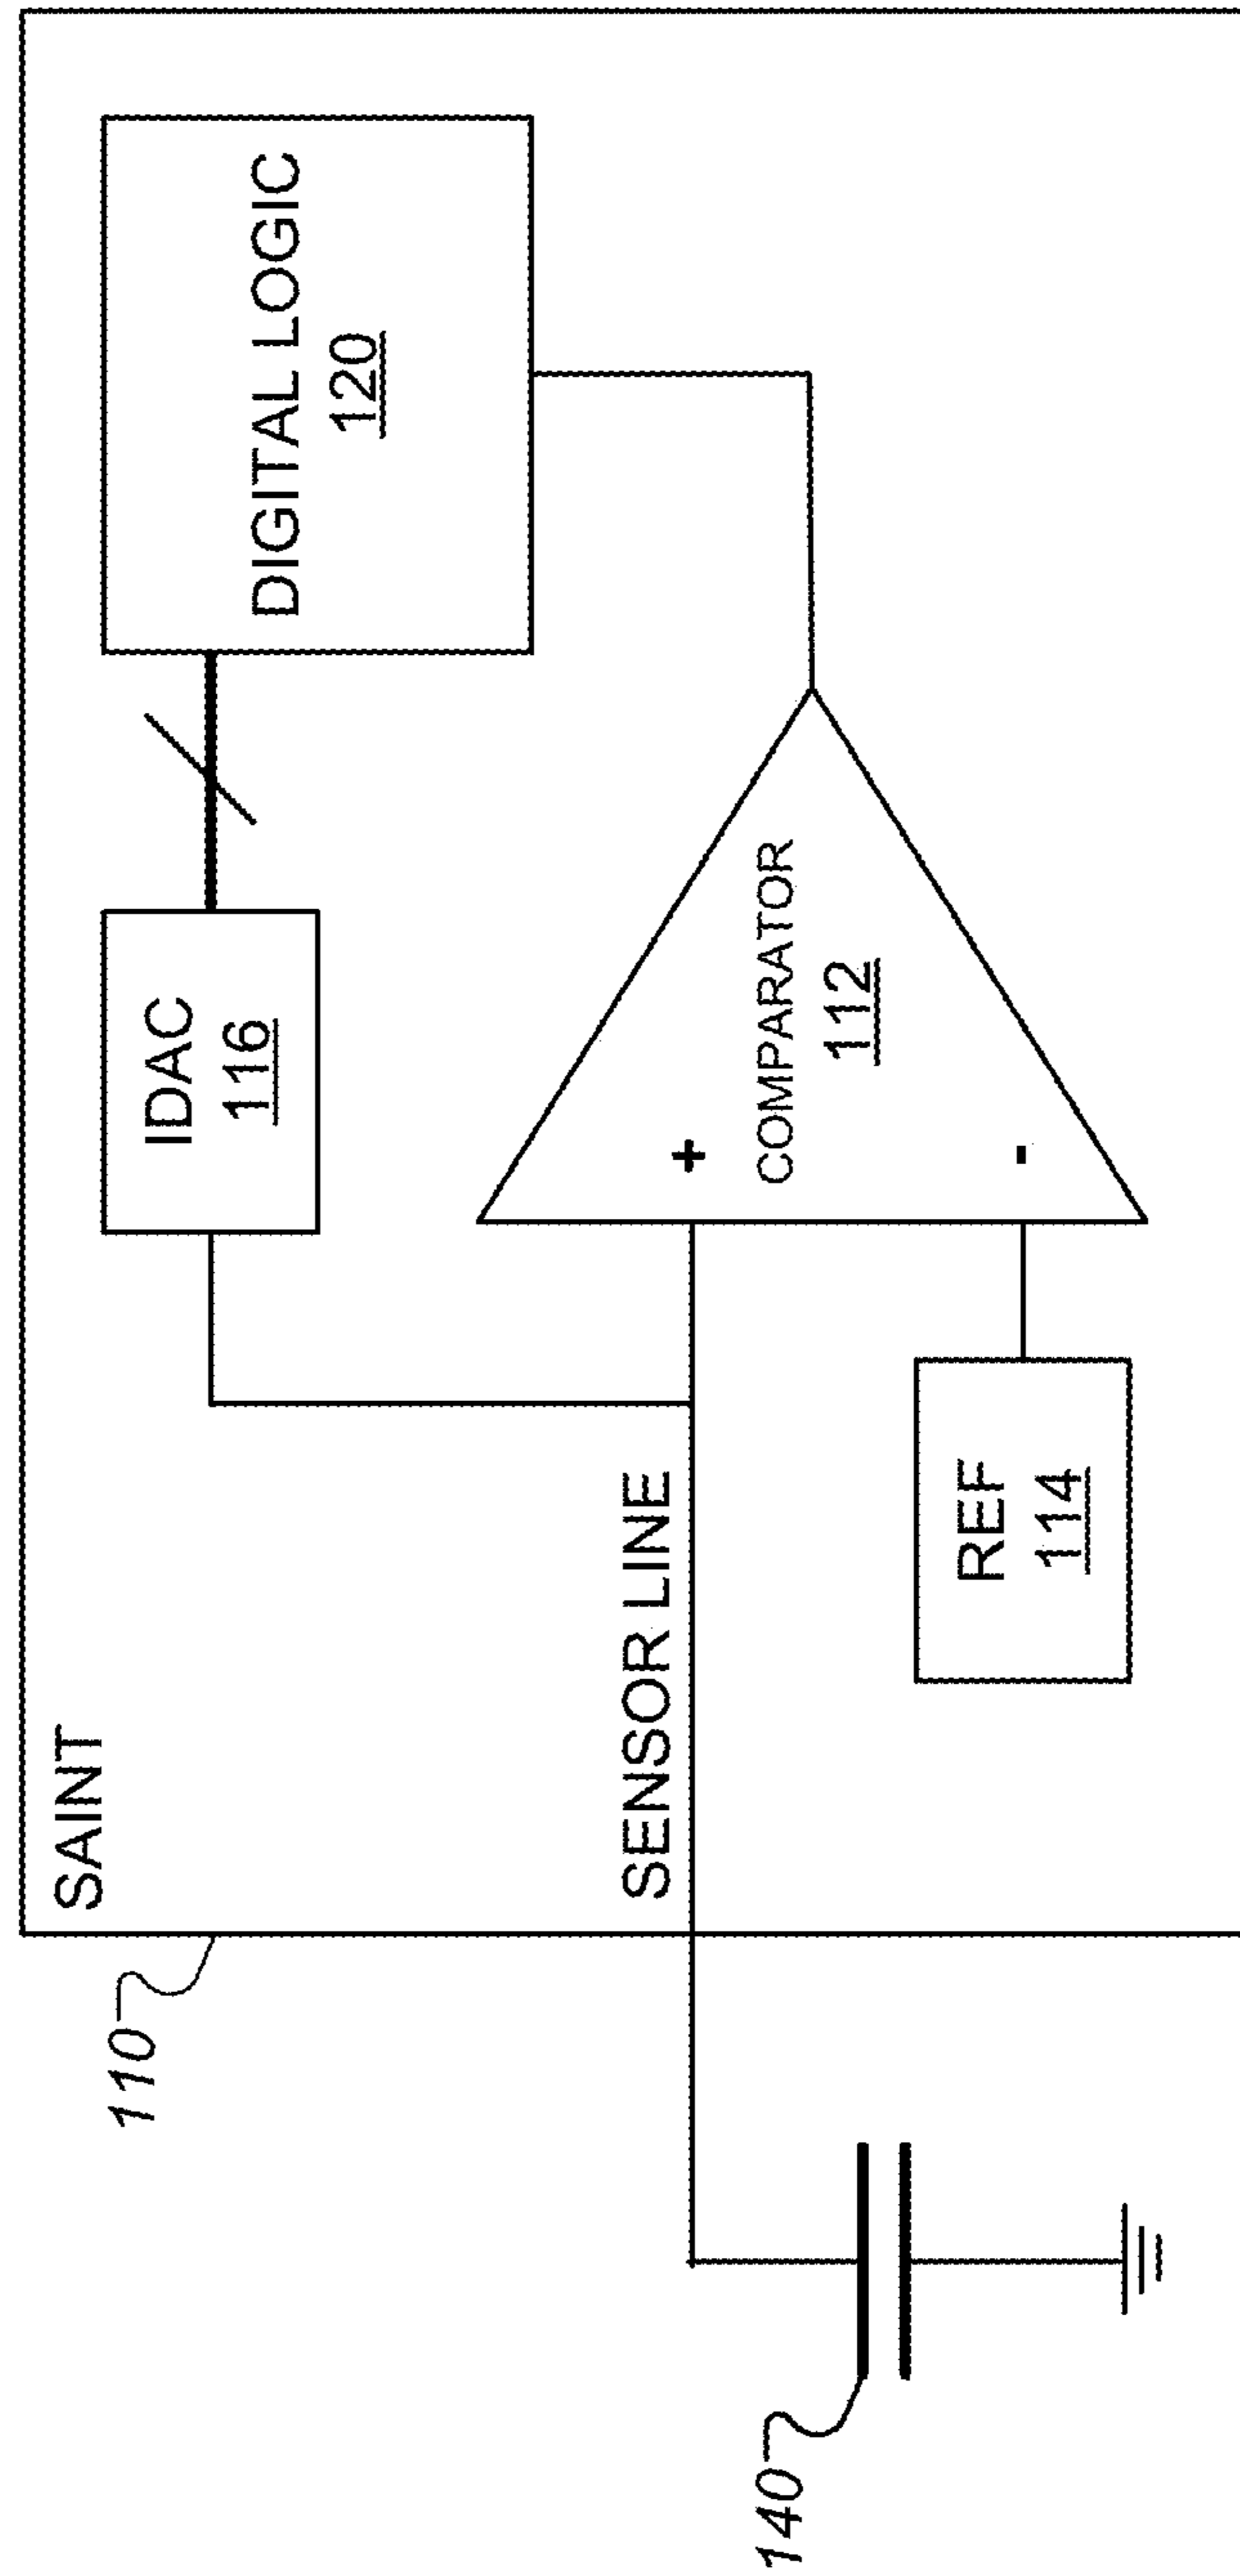 SAINT
110
IDAC
116
DIGITAL LOGIC
120
SENSOR LINE
+
COMPARATOR
112
-
REF
114
140